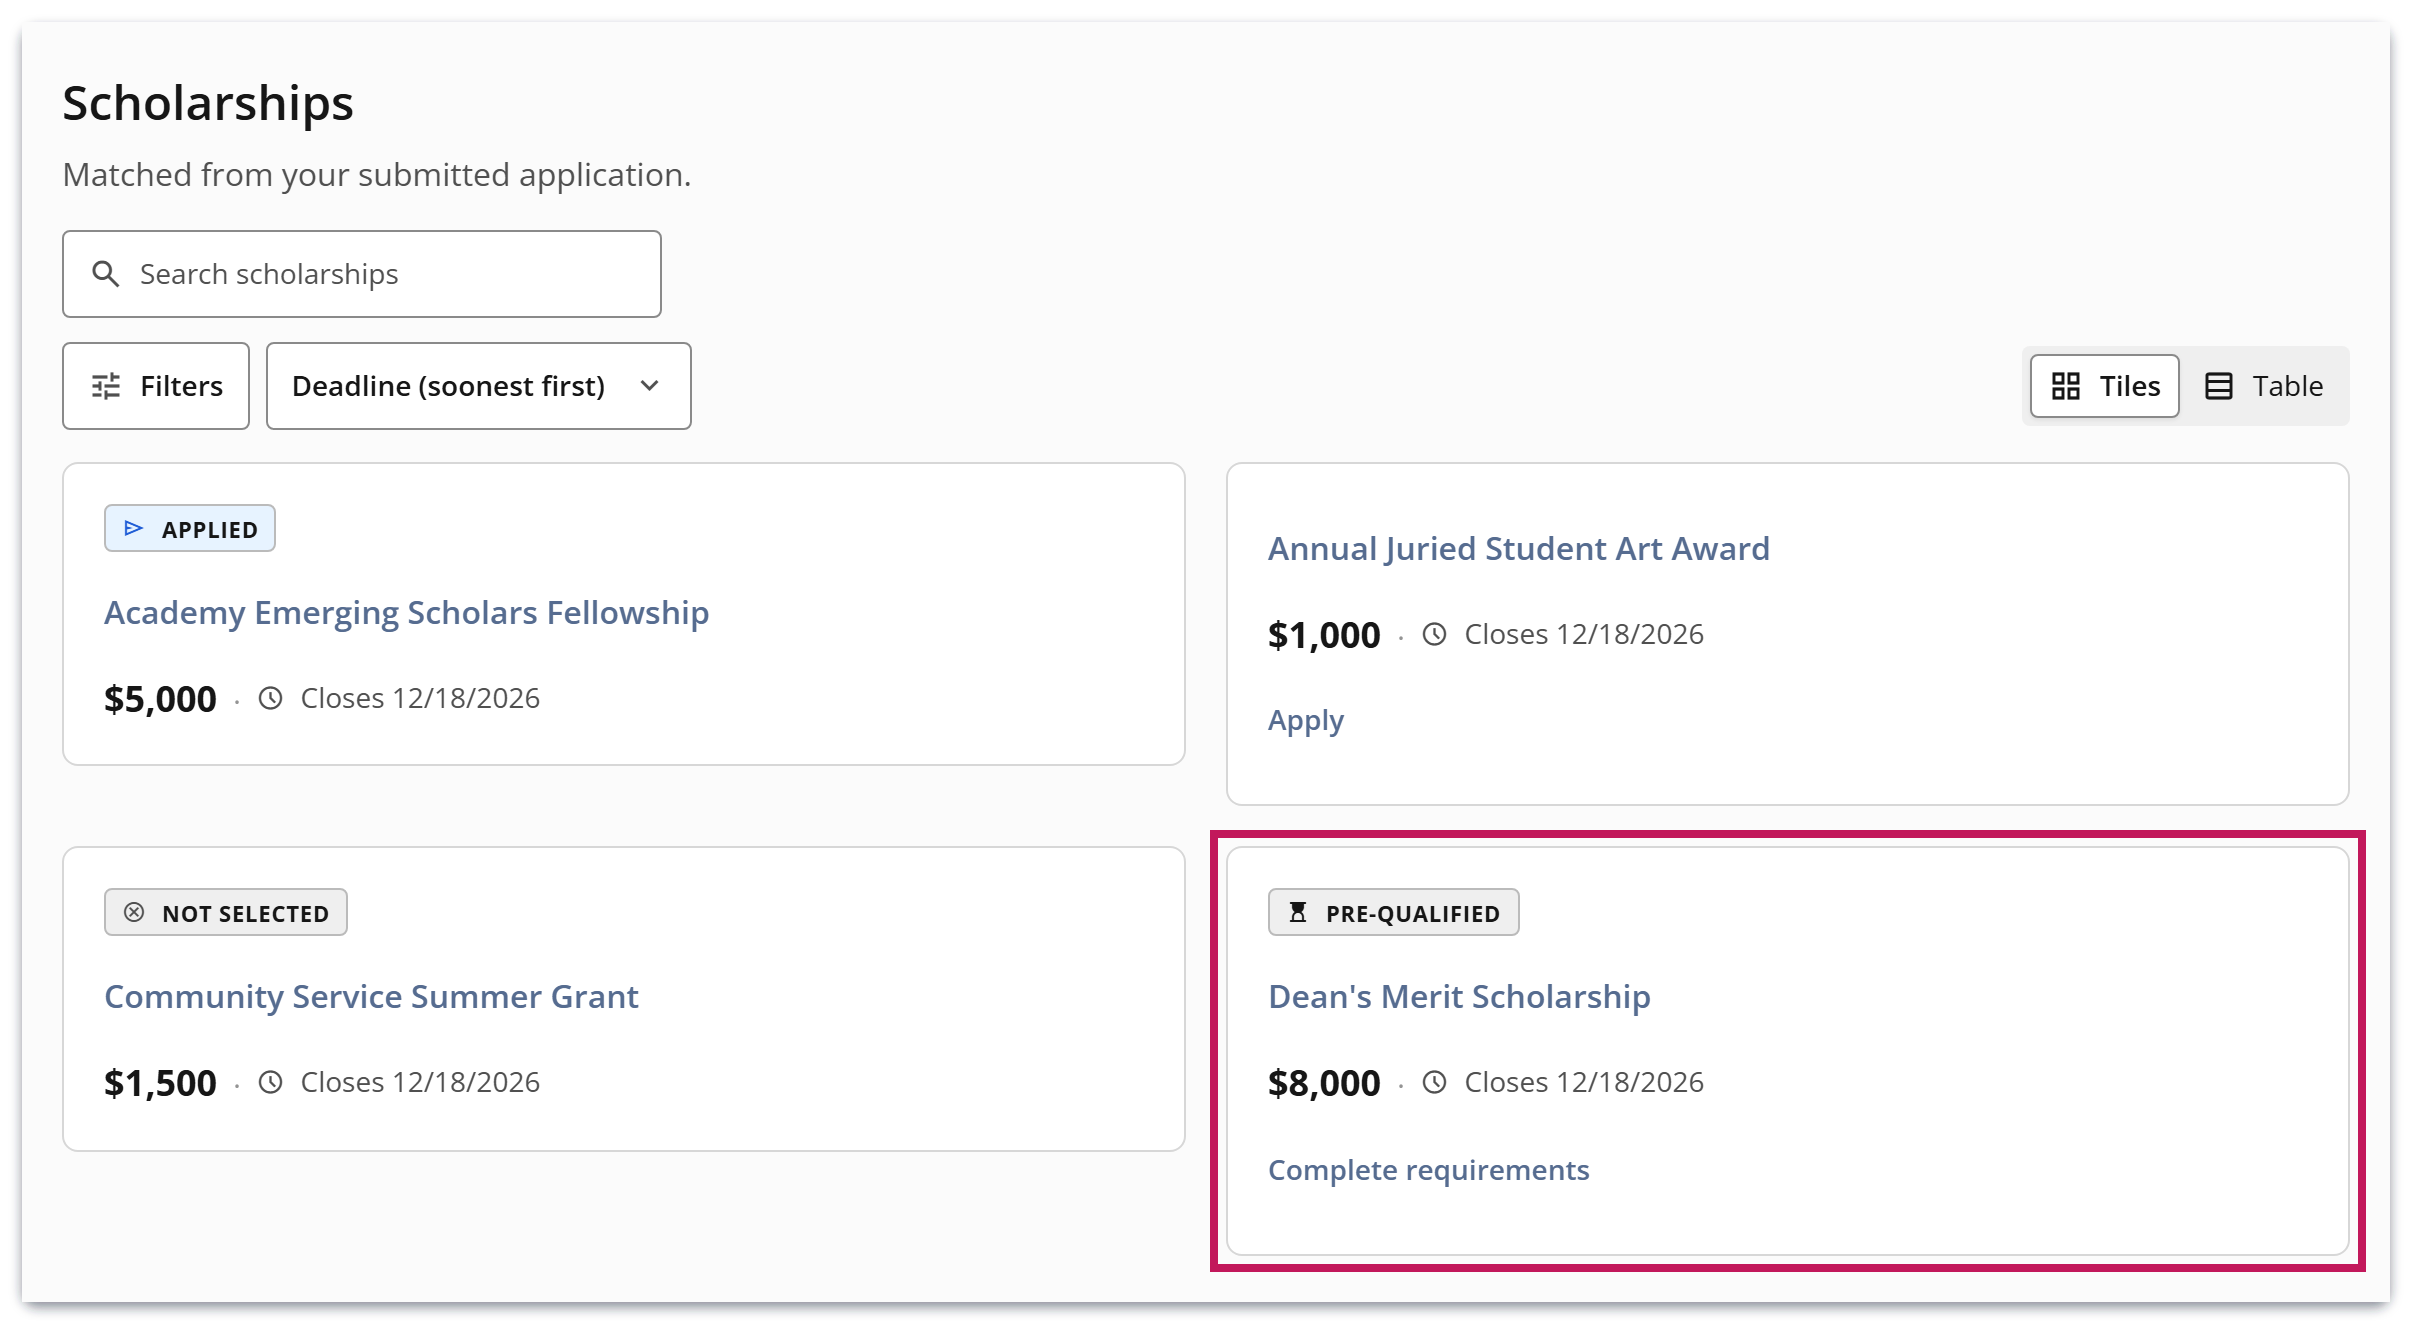 Scholarships
Matched from your submitted application.
Search scholarships
Filters
Deadline (soonest first)
Tiles
Table
APPLIED
Academy Emerging Scholars Fellowship
$5,000 · Closes 12/18/2026
Annual Juried Student Art Award
$1,000 · Closes 12/18/2026
Apply
NOT SELECTED
Community Service Summer Grant
$1,500 · Closes 12/18/2026
PRE-QUALIFIED
Dean's Merit Scholarship
$8,000 · Closes 12/18/2026
Complete requirements